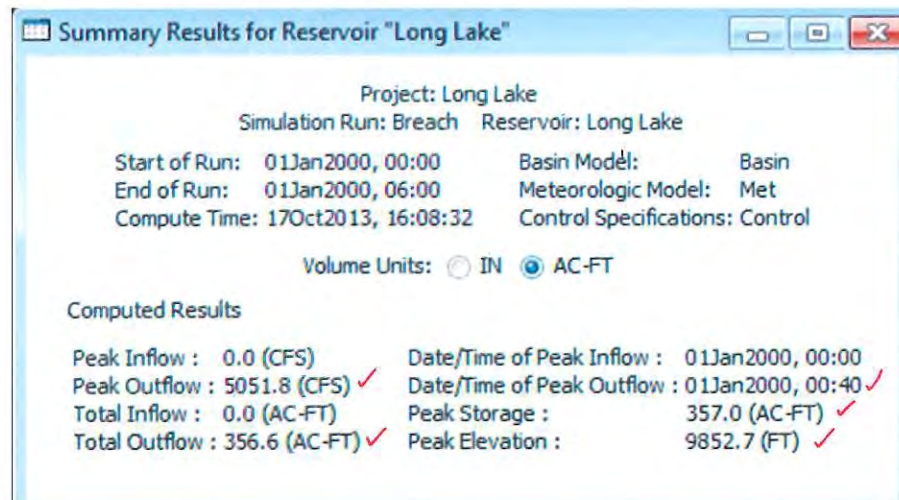 Summary Results for Reservoir "Long Lake"
Project: Long Lake
Simulation Run: Breach Reservoir: Long Lake
Start of Run: 01Jan2000, 00:00 Basin Model: Basin
End of Run: 01Jan2000, 06:00 Meteorologic Model: Met
Compute Time: 17Oct2013, 16:08:32 Control Specifications: Control
Volume Units: IN AC-FT
Computed Results
Peak Inflow : 0.0 (CFS) Date/Time of Peak Inflow : 01Jan2000, 00:00
Peak Outflow : 5051.8 (CFS) Date/Time of Peak Outflow : 01Jan2000, 00:40
Total Inflow : 0.0 (AC-FT) Peak Storage : 357.0 (AC-FT)
Total Outflow : 356.6 (AC-FT) Peak Elevation : 9852.7 (FT)